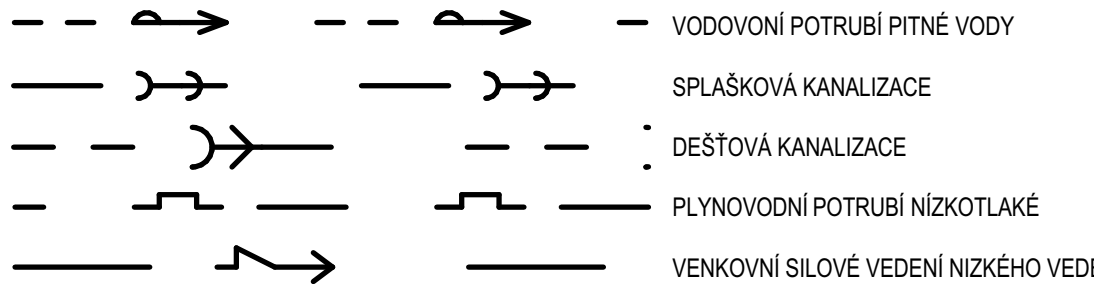 VODOVONÍ POTRUBÍ PITNÉ VODY
SPLAŠKOVÁ KANALIZACE
DEŠŤOVÁ KANALIZACE
PLYNOVODNÍ POTRUBÍ NÍZKOTLAKÉ
VENKOVNÍ SILOVÉ VEDENÍ NIZKÉHO